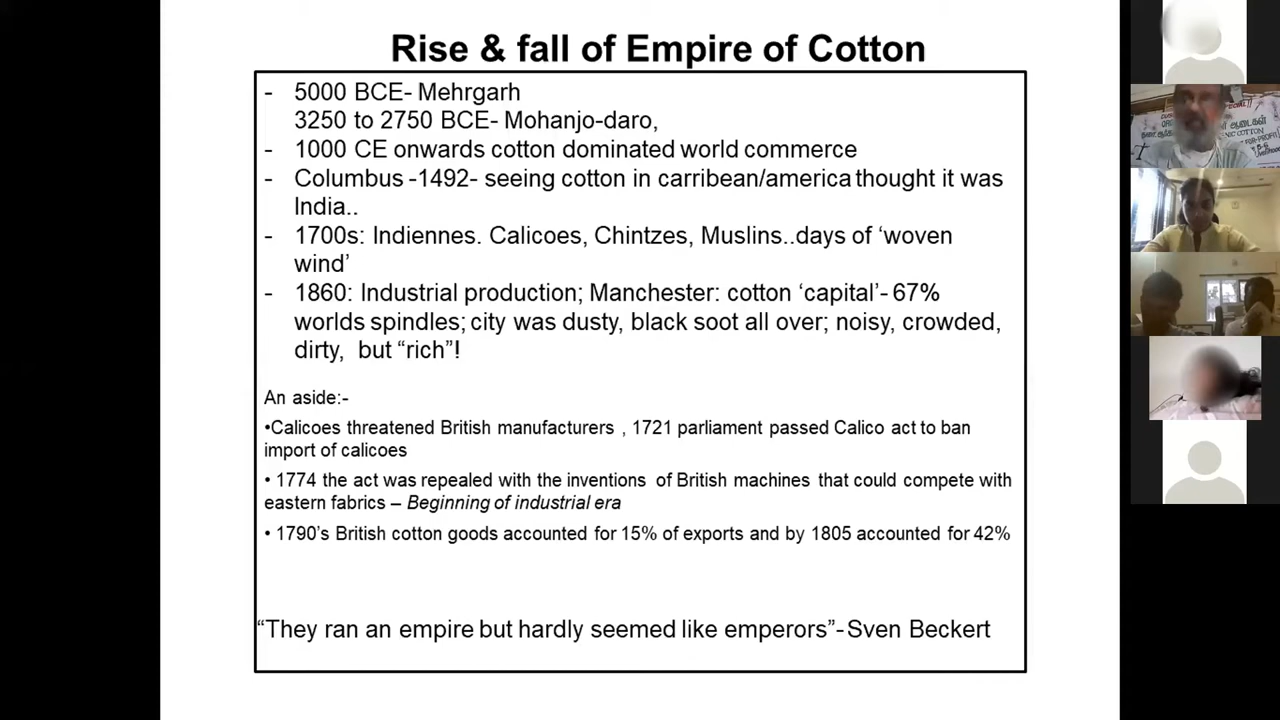 Rise & fall of Empire of Cotton
- 5000 BCE- Mehrgarh
3250 to 2750 BCE- Mohanjo-daro,
- 1000 CE onwards cotton dominated world commerce
- Columbus -1492- seeing cotton in carribean/america thought it was
India..
- 1700s: Indiennes. Calicoes, Chintzes, Muslins..days of ‘woven
wind’
- 1860: Industrial production; Manchester: cotton ‘capital’- 67%
worlds spindles; city was dusty, black soot all over; noisy, crowded,
dirty, but “rich”!
An aside:-
•Calicoes threatened British manufacturers , 1721 parliament passed Calico act to ban
import of calicoes
• 1774 the act was repealed with the inventions of British machines that could compete with
eastern fabrics – Beginning of industrial era
• 1790’s British cotton goods accounted for 15% of exports and by 1805 accounted for 42%
“They ran an empire but hardly seemed like emperors”- Sven Beckert
ஆடைகள்
COTTON